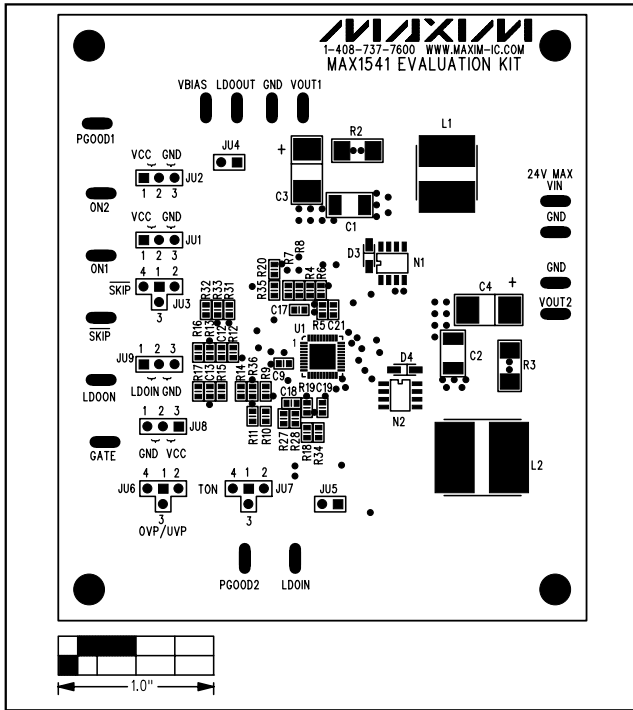 MAXIM
1-408-737-7600 WWW.MAXIM-IC.COM
MAX1541 EVALUATION KIT
VBIAS LDOOUT GND VOUT1
PGOOD1
JU4
R2
L1
VCC GND
JU2
1 2 3
+
C3
C1
24V MAX
VIN
GND
ON2
VCC GND
JU1
1 2 3
ON1
GND
VOUT2
4 1 2
SKIP
JU3
3
SKIP
R20
R35
R7
R8
R4
R6
D3
N1
C17
R5
C21
C4
+
R32
R33
R31
R16
R13
C12
R12
U1
1
C2
R3
JU9
1 2 3
LDOIN GND
LDOON
R17
C13
R15
R14
R36
R9
C9
D4
N2
C18
R19
C19
1 2 3
JU8
GND VCC
GATE
R11
R10
R27
R28
R18
R34
L2
JU6
4 1 2
3
OVP/UVP
TON
4 1 2
JU7
3
JU5
PGOOD2
LDOIN
1.0"